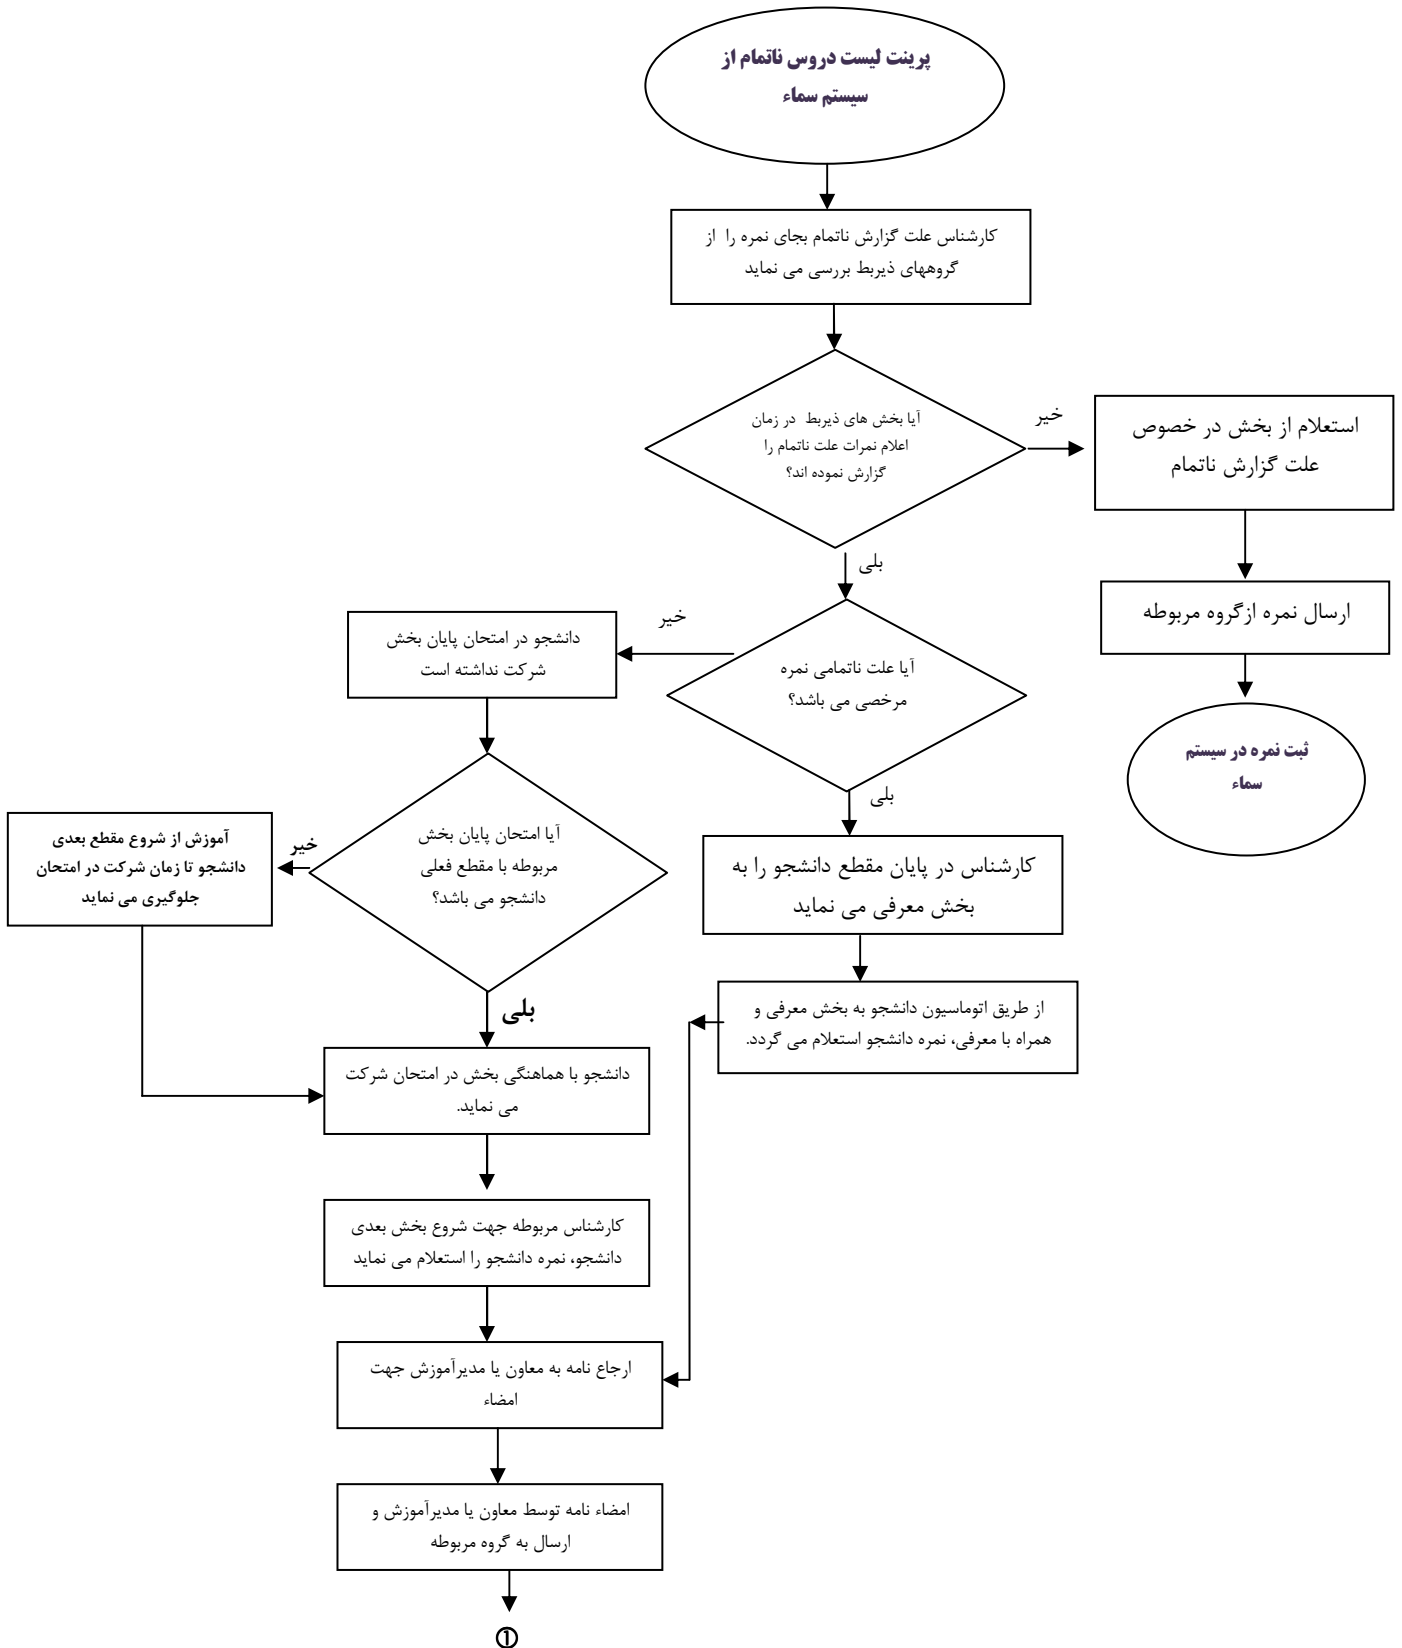 پرینت لیست دروس ناتمام از
سیستم سماء
کارشناس علت گزارش ناتمام بجای نمره را از
گروههای ذیربط بررسی می نماید
آیا بخش های ذیربط در زمان
اعلام نمرات علت ناتمام را
گزارش نموده اند؟
خیر
استعلام از بخش در خصوص
علت گزارش ناتمام
بلی
ارسال نمره ازگروه مربوطه
ثبت نمره در سیستم
سماء
آیا علت ناتمامی نمره
مرخصی می باشد؟
خیر
دانشجو در امتحان پایان بخش
شرکت نداشته است
بلی
کارشناس در پایان مقطع دانشجو را به
بخش معرفی می نماید
از طریق اتوماسیون دانشجو به بخش معرفی و
همراه با معرفی، نمره دانشجو استعلام می گردد.
آیا امتحان پایان بخش
مربوطه با مقطع فعلی
دانشجو می باشد؟
خیر
آموزش از شروع مقطع بعدی
دانشجو تا زمان شرکت در امتحان
جلوگیری می نماید
بلی
دانشجو با هماهنگی بخش در امتحان شرکت
می نماید.
کارشناس مربوطه جهت شروع بخش بعدی
دانشجو، نمره دانشجو را استعلام می نماید
ارجاع نامه به معاون یا مدیرآموزش جهت
امضاء
امضاء نامه توسط معاون یا مدیرآموزش و
ارسال به گروه مربوطه
①